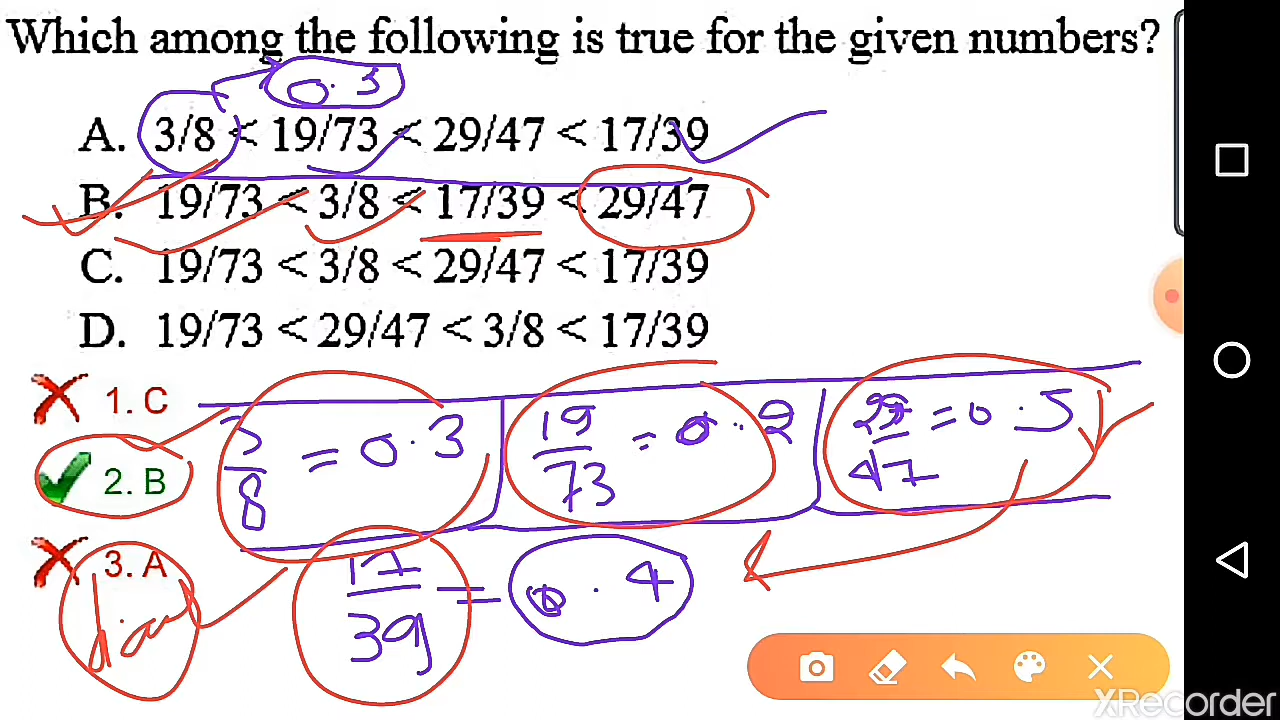 Which among the following is true for the given numbers?
0.3
A. 3/8 < 19/73 < 29/47 < 17/39
B. 19/73 < 3/8 < 17/39 < 29/47
C. 19/73 < 3/8 < 29/47 < 17/39
D. 19/73 < 29/47 < 3/8 < 17/39
1. C
3/8 = 0.3
19/73 = 0.2
29/47 = 0.5
2. B
3. A
17/39 = 0.4
XRecorder